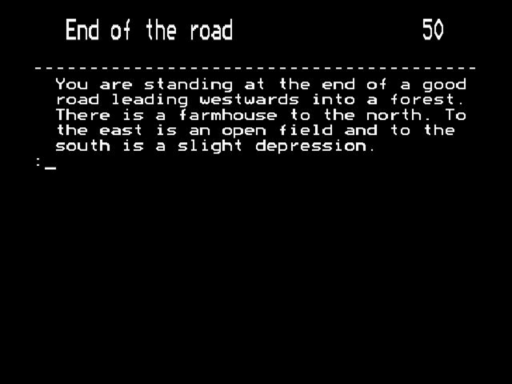 End of the road 50
-----------------------------------------
You are standing at the end of a good
road leading westwards into a forest.
There is a farmhouse to the north. To
the east is an open field and to the
south is a slight depression.
:_